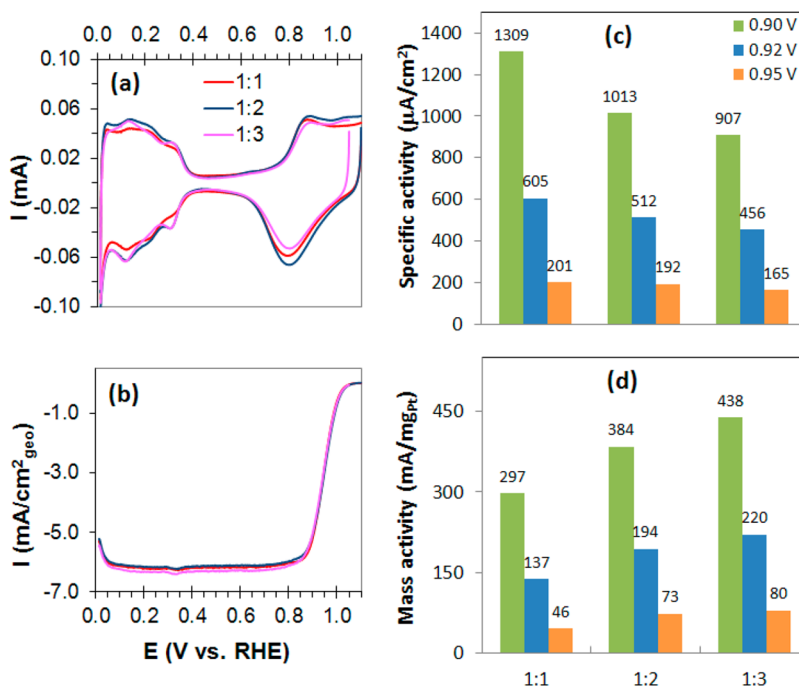 0.0 0.2 0.4 0.6 0.8 1.0
0.10
0.06
0.02
-0.02
-0.06
-0.10
I (mA)
(a)
1:1
1:2
1:3
(b)
-1.0
-3.0
-5.0
-7.0
I (mA/cm²geo)
0.0 0.2 0.4 0.6 0.8 1.0
E (V vs. RHE)
(c)
0.90 V
0.92 V
0.95 V
1400
1200
1000
800
600
400
200
0
Specific activity (µA/cm²)
1309
605
201
1013
512
192
907
456
165
(d)
450
300
150
0
Mass activity (mA/mgPt)
297
137
46
384
194
73
438
220
80
1:1 1:2 1:3